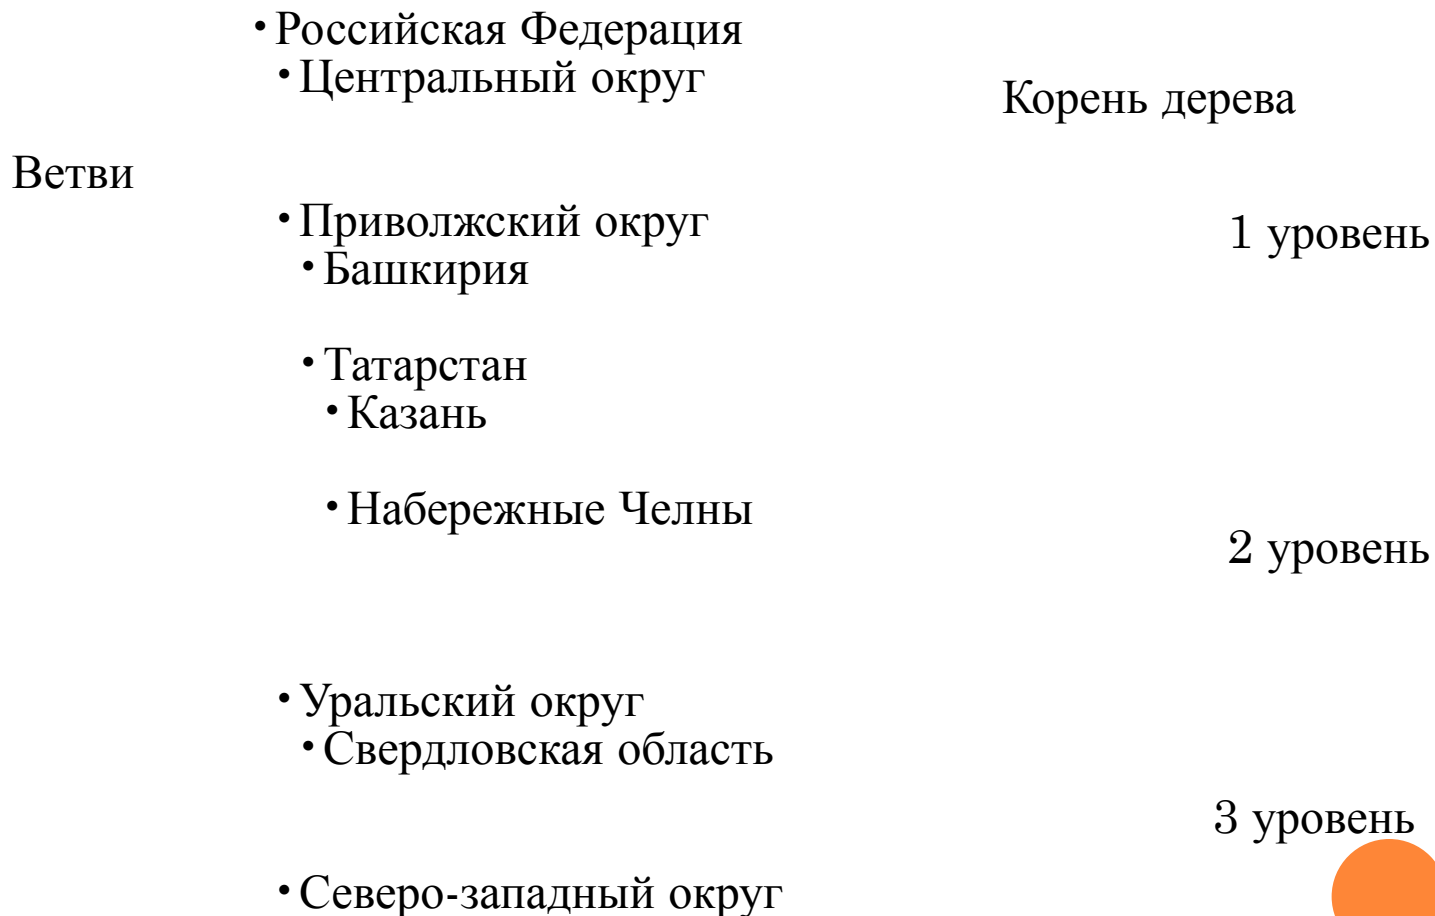 • Российская Федерация
• Центральный округ
Корень дерева
Ветви
• Приволжский округ
1 уровень
• Башкирия
• Татарстан
• Казань
• Набережные Челны
2 уровень
• Уральский округ
• Свердловская область
3 уровень
• Северо-западный округ